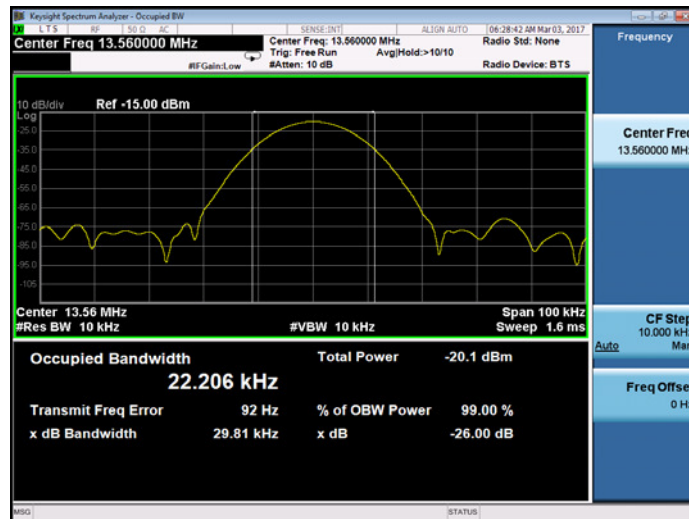 Keysight Spectrum Analyzer - Occupied BW
LTS RF 50 Ω AC SENSE:INT ALIGN AUTO 06:28:42 AM Mar 03, 2017
Center Freq 13.560000 MHz
Center Freq: 13.560000 MHz Radio Std: None
Trig: Free Run Avg|Hold:>10/10
#IFGain:Low #Atten: 10 dB Radio Device: BTS
10 dB/div Ref -15.00 dBm
Log
-25.0
-35.0
-45.0
-55.0
-65.0
-75.0
-85.0
-95.0
-105
Center 13.56 MHz Span 100 kHz
#Res BW 10 kHz #VBW 10 kHz Sweep 1.6 ms
Occupied Bandwidth Total Power -20.1 dBm
22.206 kHz
Transmit Freq Error 92 Hz % of OBW Power 99.00 %
x dB Bandwidth 29.81 kHz x dB -26.00 dB
MSG STATUS
Frequency
Center Freq
13.560000 MHz
CF Step
10.000 kHz
Auto Man
Freq Offset
0 Hz